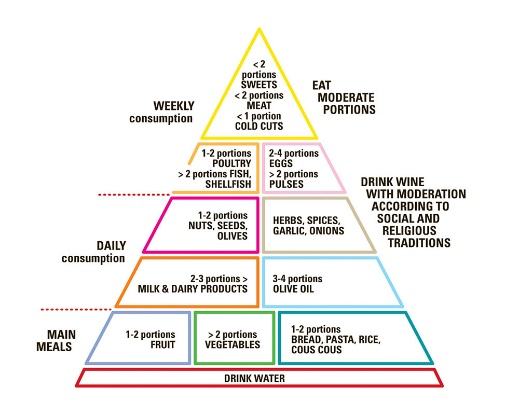 < 2
portions
SWEETS
< 2 portions
MEAT
< 1 portion
COLD CUTS
WEEKLY
consumption
EAT
MODERATE
PORTIONS
1-2 portions
POULTRY
> 2 portions FISH,
SHELLFISH
2-4 portions
EGGS
> 2 portions
PULSES
DRINK WINE
WITH MODERATION
ACCORDING TO
SOCIAL AND
RELIGIOUS
TRADITIONS
1-2 portions
NUTS, SEEDS,
OLIVES
HERBS, SPICES,
GARLIC, ONIONS
DAILY
consumption
2-3 portions >
MILK & DAIRY PRODUCTS
3-4 portions
OLIVE OIL
MAIN
MEALS
1-2 portions
FRUIT
> 2 portions
VEGETABLES
1-2 portions
BREAD, PASTA, RICE,
COUS COUS
DRINK WATER